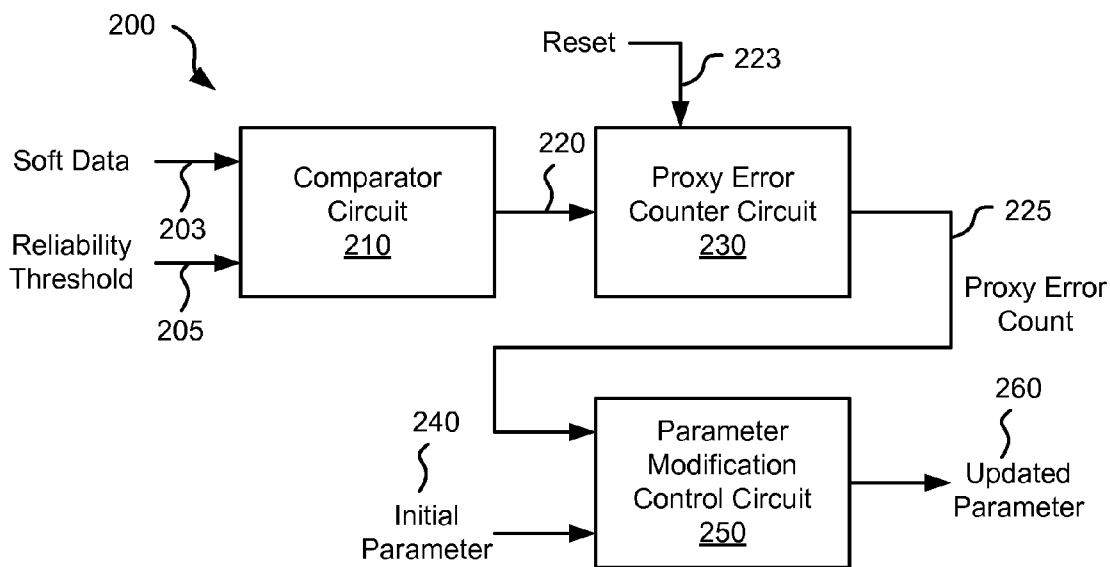 200
Reset
223
Soft Data
203
Reliability
Threshold
205
Comparator
Circuit
210
220
Proxy Error
Counter Circuit
230
225
Proxy Error
Count
240
Initial
Parameter
Parameter
Modification
Control Circuit
250
260
Updated
Parameter